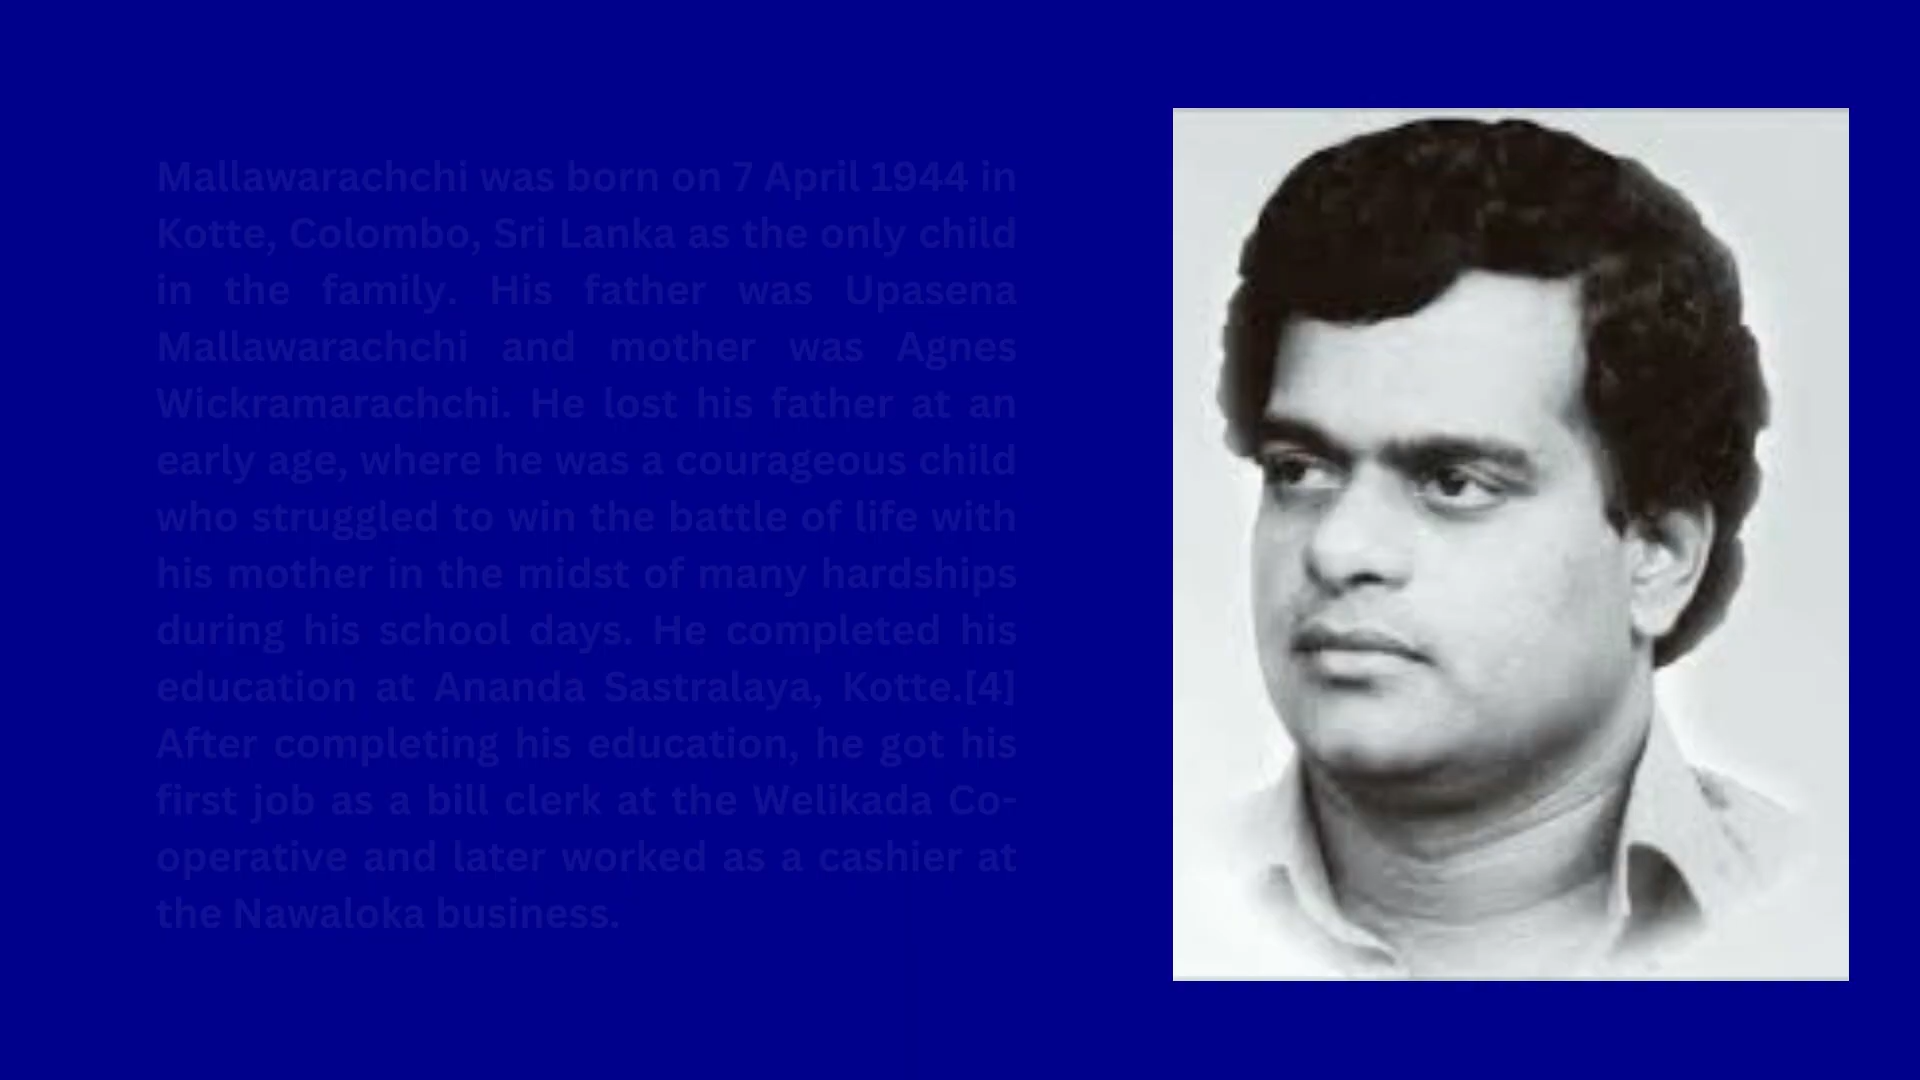 Mallawarachchi was born on 7 April 1944 in
Kotte, Colombo, Sri Lanka as the only child
in the family. His father was Upasena
Mallawarachchi and mother was Agnes
Wickramarachchi. He lost his father at an
early age, where he was a courageous child
who struggled to win the battle of life with
his mother in the midst of many hardships
during his school days. He completed his
education at Ananda Sastralaya, Kotte.[4]
After completing his education, he got his
first job as a bill clerk at the Welikada Co-
operative and later worked as a cashier at
the Nawaloka business.